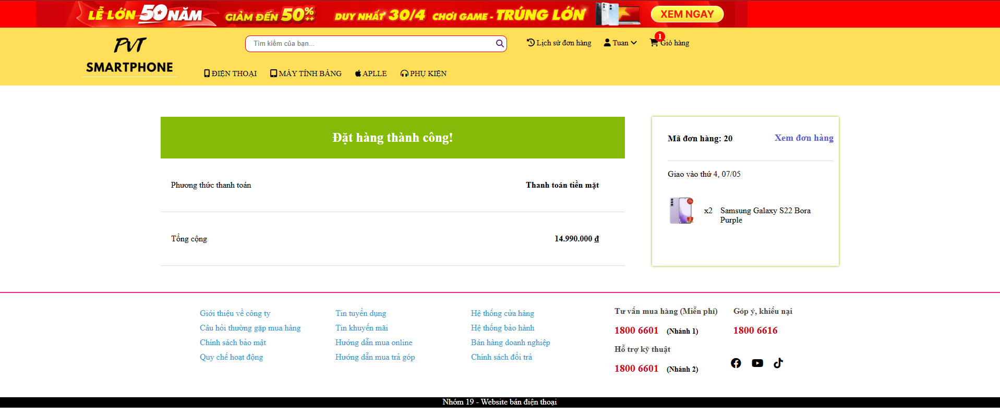 LỄ LỚN 50 NĂM GIẢM ĐẾN 50%++ DUY NHẤT 30/4 CHƠI GAME - TRÚNG LỚN XEM NGAY
PVT
SMARTPHONE
Tìm kiếm của bạn...
Lịch sử đơn hàng
Tuan
1
Giỏ hàng
ĐIỆN THOẠI
MÁY TÍNH BẢNG
APLLE
PHỤ KIỆN
Đặt hàng thành công!
Phương thức thanh toán
Thanh toán tiền mặt
Tổng cộng
14.990.000 ₫
Mã đơn hàng: 20
Xem đơn hàng
Giao vào thứ 4, 07/05
x2
Samsung Galaxy S22 Bora
Purple
Giới thiệu về công ty
Câu hỏi thường gặp mua hàng
Chính sách bảo mật
Quy chế hoạt động
Tin tuyển dụng
Tin khuyến mãi
Hướng dẫn mua online
Hướng dẫn mua trả góp
Hệ thống cửa hàng
Hệ thống bảo hành
Bán hàng doanh nghiệp
Chính sách đổi trả
Tư vấn mua hàng (Miễn phí)
1800 6601 (Nhánh 1)
Hỗ trợ kỹ thuật
1800 6601 (Nhánh 2)
Góp ý, khiếu nại
1800 6616
Nhóm 19 - Website bán điện thoại